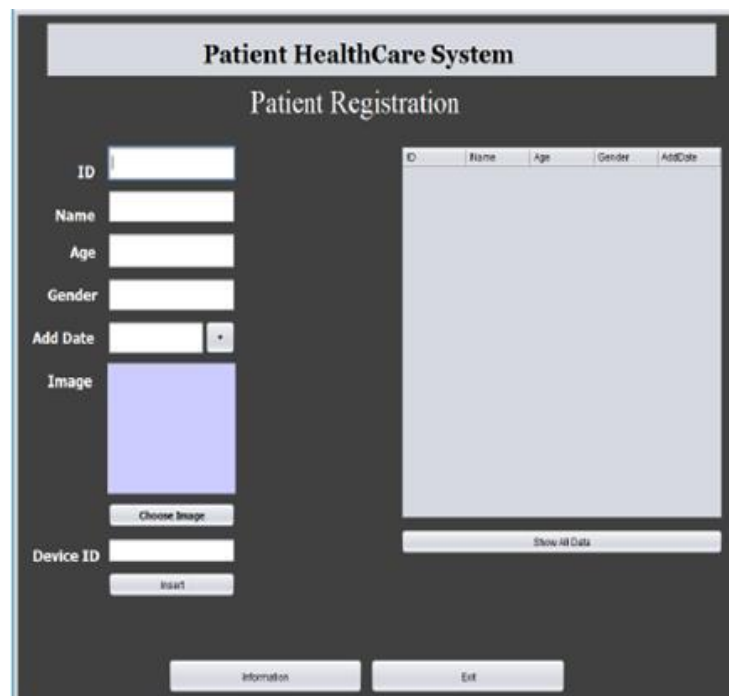 Patient HealthCare System
Patient Registration
ID
Name
Age
Gender
Add Date
Image
Choose Image
Device ID
Insert
ID Name Age Gender AddDate
Show All Data
Information Exit